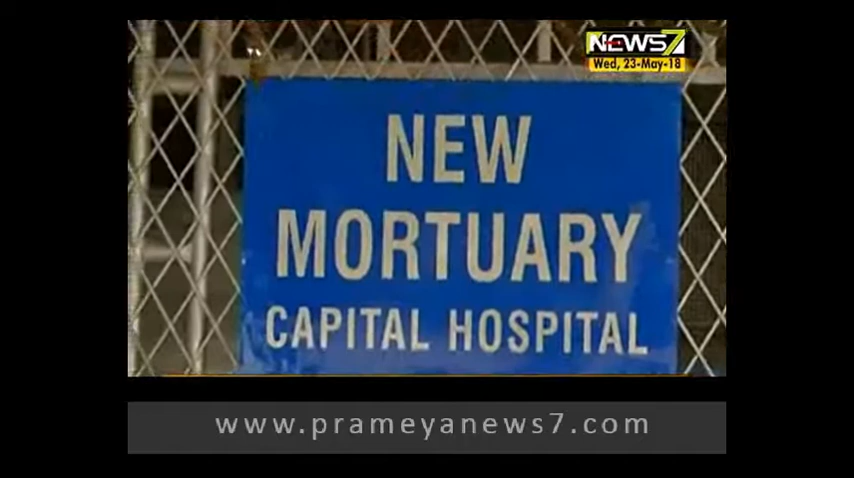 NEWS7
Wed, 23-May-18
NEW
MORTUARY
CAPITAL HOSPITAL
www.prameyanews7.com